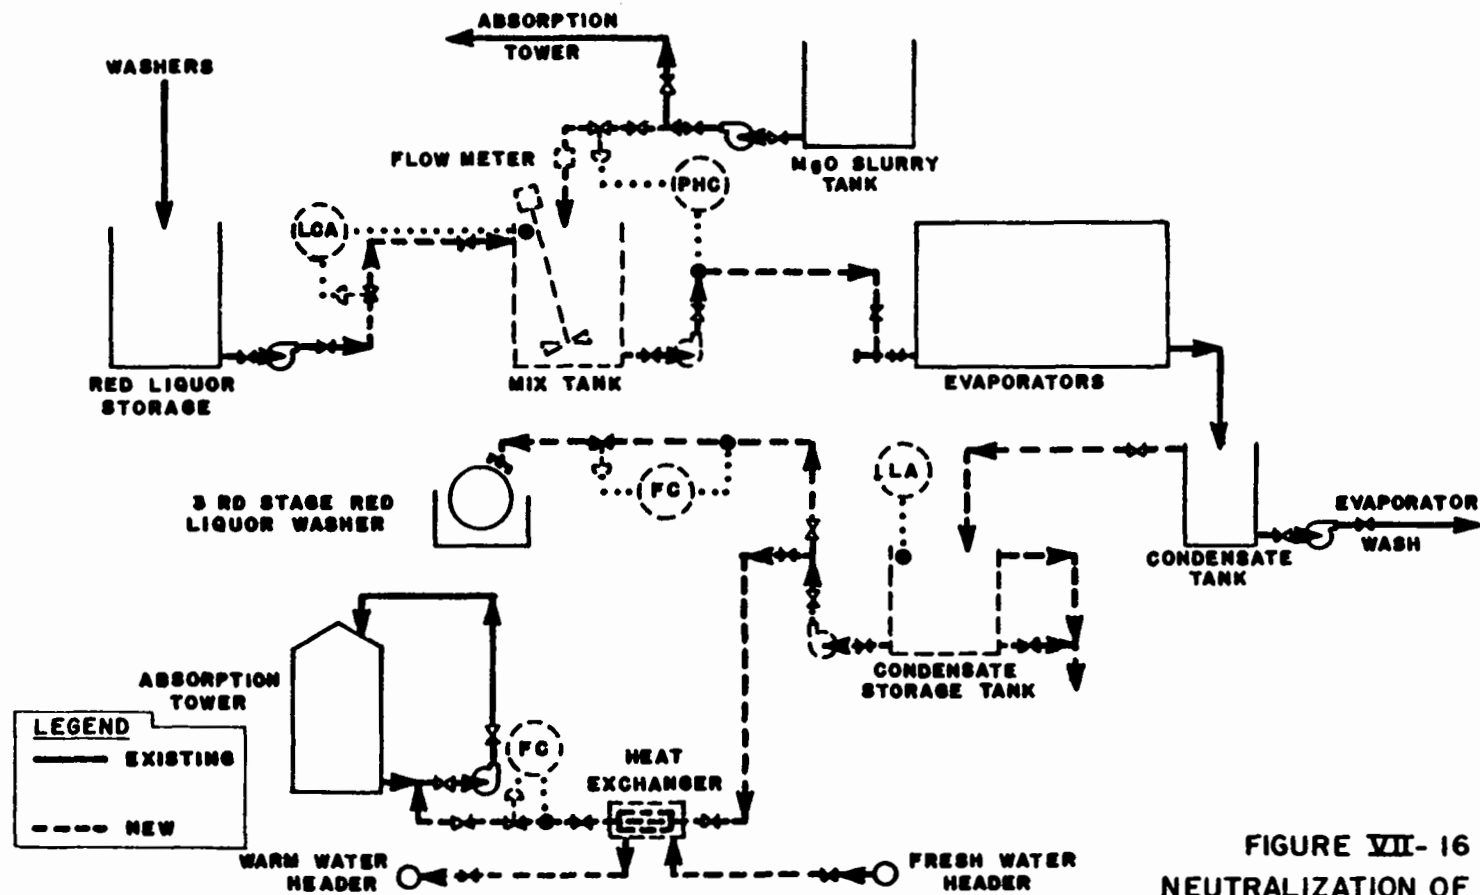 ABSORPTION
TOWER
WASHERS
FLOW METER
PHC
MgO SLURRY
TANK
LCA
RED LIQUOR
STORAGE
MIX TANK
EVAPORATORS
3 RD STAGE RED
LIQUOR WASHER
FC
LA
EVAPORATOR
WASH
CONDENSATE
TANK
CONDENSATE
STORAGE TANK
ABSORPTION
TOWER
LEGEND
EXISTING
NEW
FC
HEAT
EXCHANGER
WARM WATER
HEADER
FRESH WATER
HEADER
FIGURE VII-16
NEUTRALIZATION OF